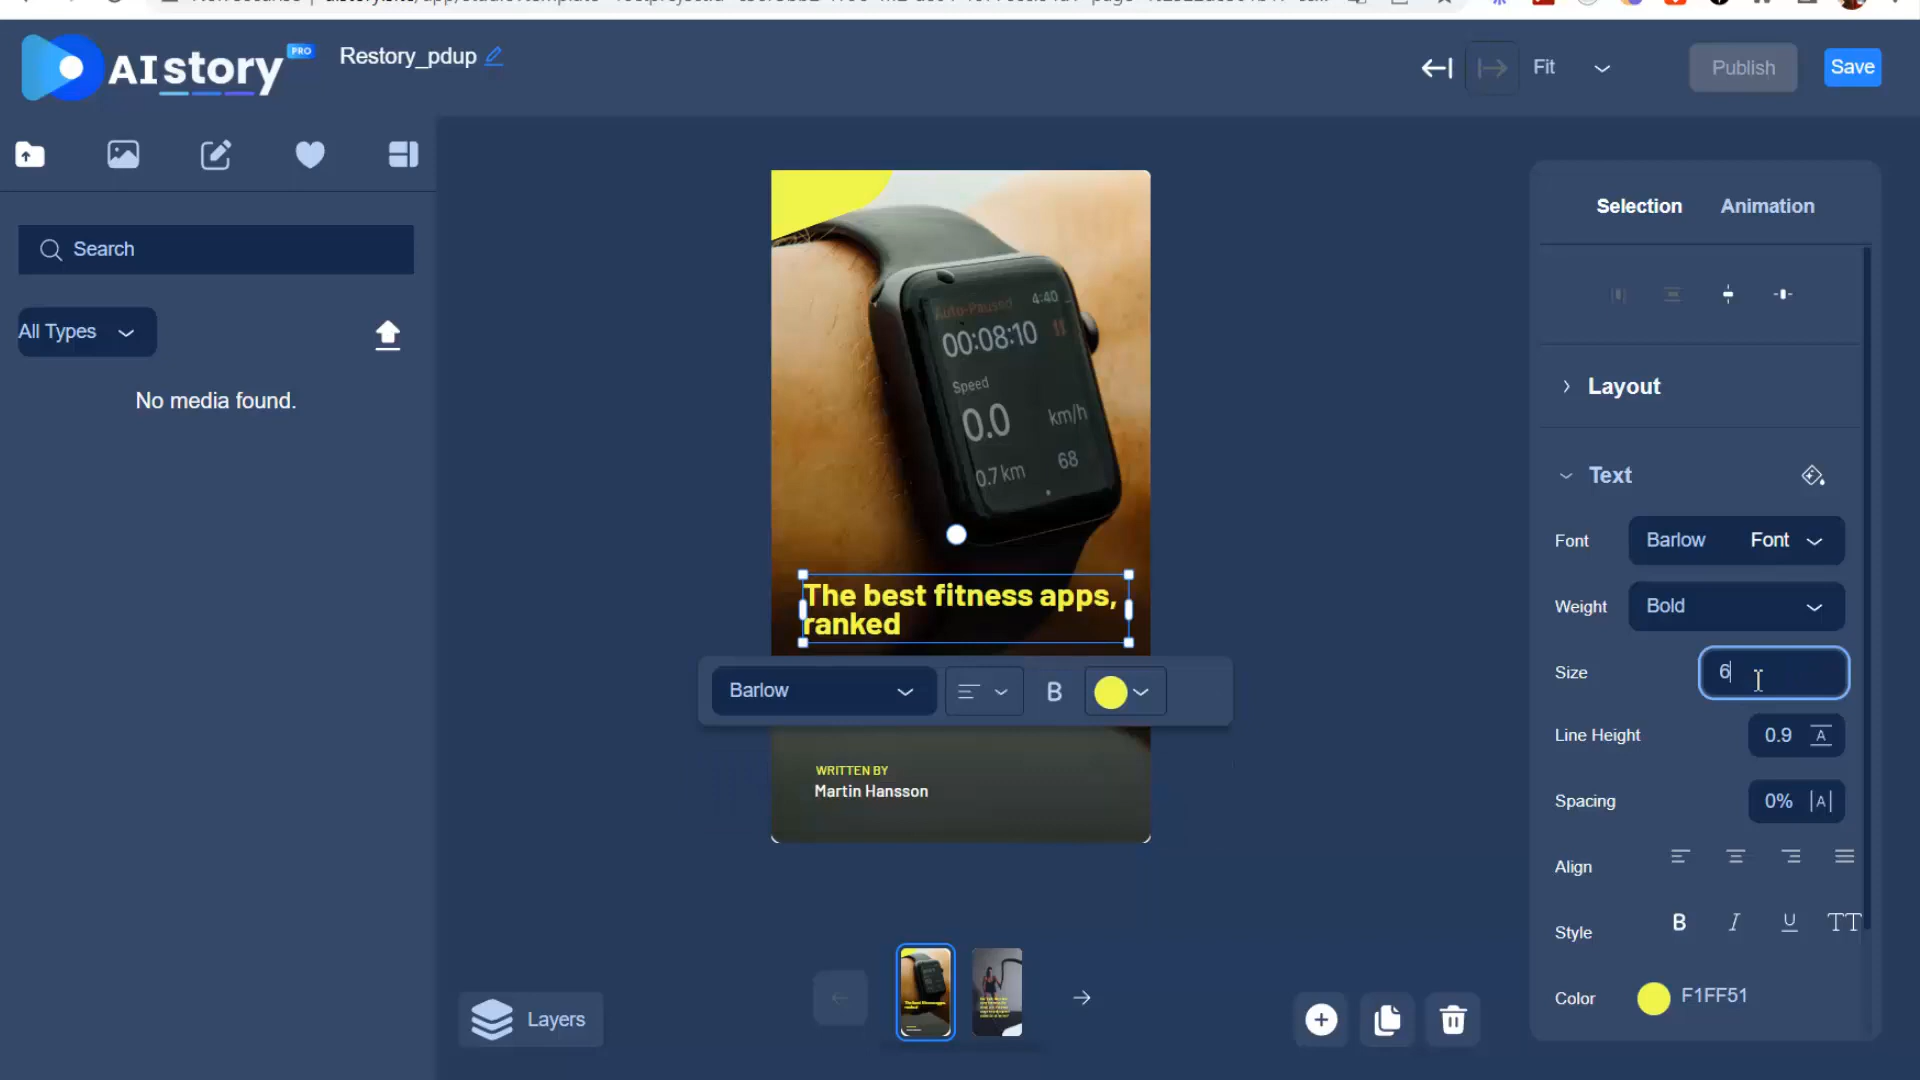 AIstory PRO
Restory_pdup
Fit
Publish
Save
Search
All Types
No media found.
Auto-Paused 4:40
00:08:10
Speed
0.0 km/h
0.7 km 68
The best fitness apps,
ranked
Barlow
B
WRITTEN BY
Martin Hansson
Layers
Selection Animation
Layout
Text
Font Barlow Font
Weight Bold
Size 6
Line Height 0.9 A
Spacing 0% |A|
Align
Style B I U TT
Color F1FF51